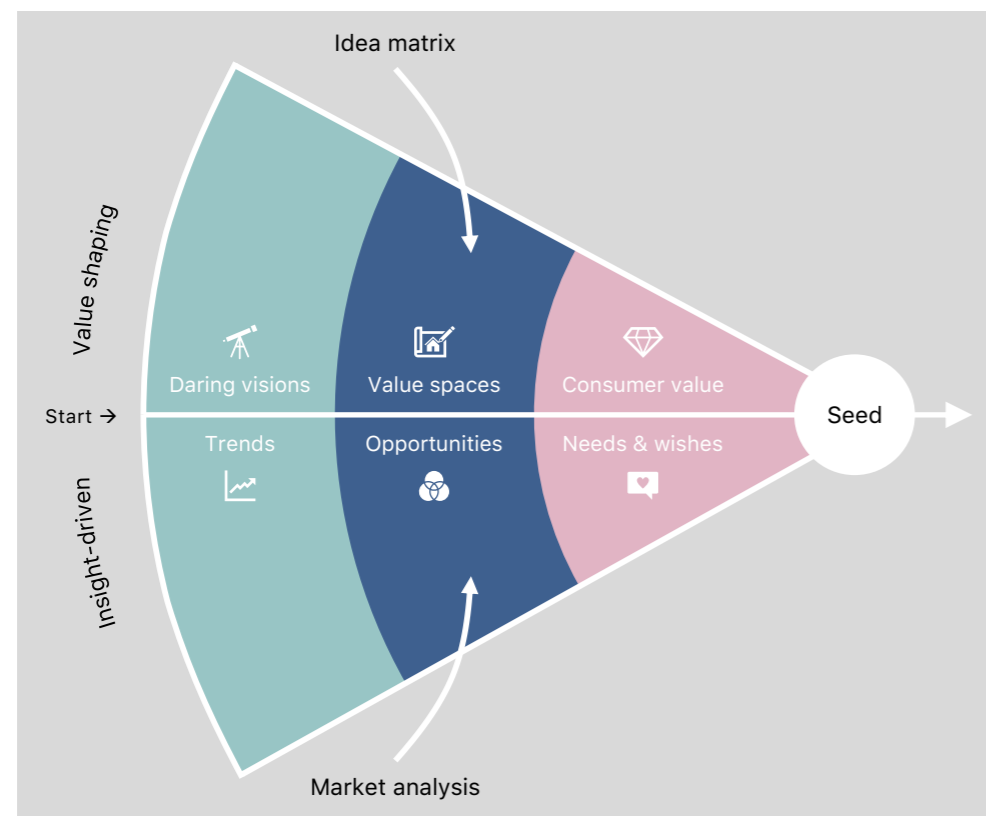 Idea matrix
Value shaping
Daring visions
Value spaces
Consumer value
Start →
Seed
Trends
Opportunities
Needs & wishes
Insight-driven
Market analysis